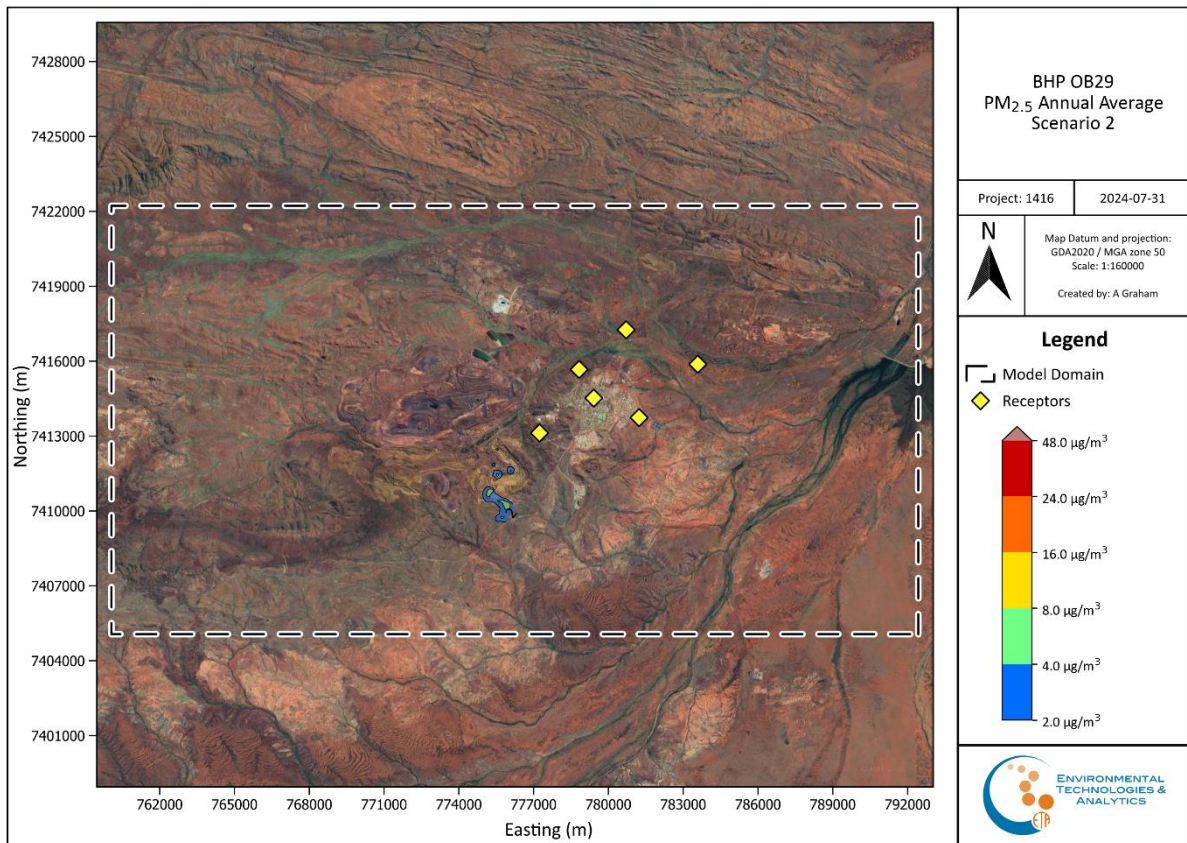 BHP OB29
PM2.5 Annual Average
Scenario 2
Project: 1416
2024-07-31
N
Map Datum and projection:
GDA2020 / MGA zone 50
Scale: 1:160000
Created by: A Graham
Legend
Model Domain
Receptors
48.0 µg/m³
24.0 µg/m³
16.0 µg/m³
8.0 µg/m³
4.0 µg/m³
2.0 µg/m³
ENVIRONMENTAL
TECHNOLOGIES &
ANALYTICS
ETA
Northing (m)
7428000
7425000
7422000
7419000
7416000
7413000
7410000
7407000
7404000
7401000
762000 765000 768000 771000 774000 777000 780000 783000 786000 789000 792000
Easting (m)